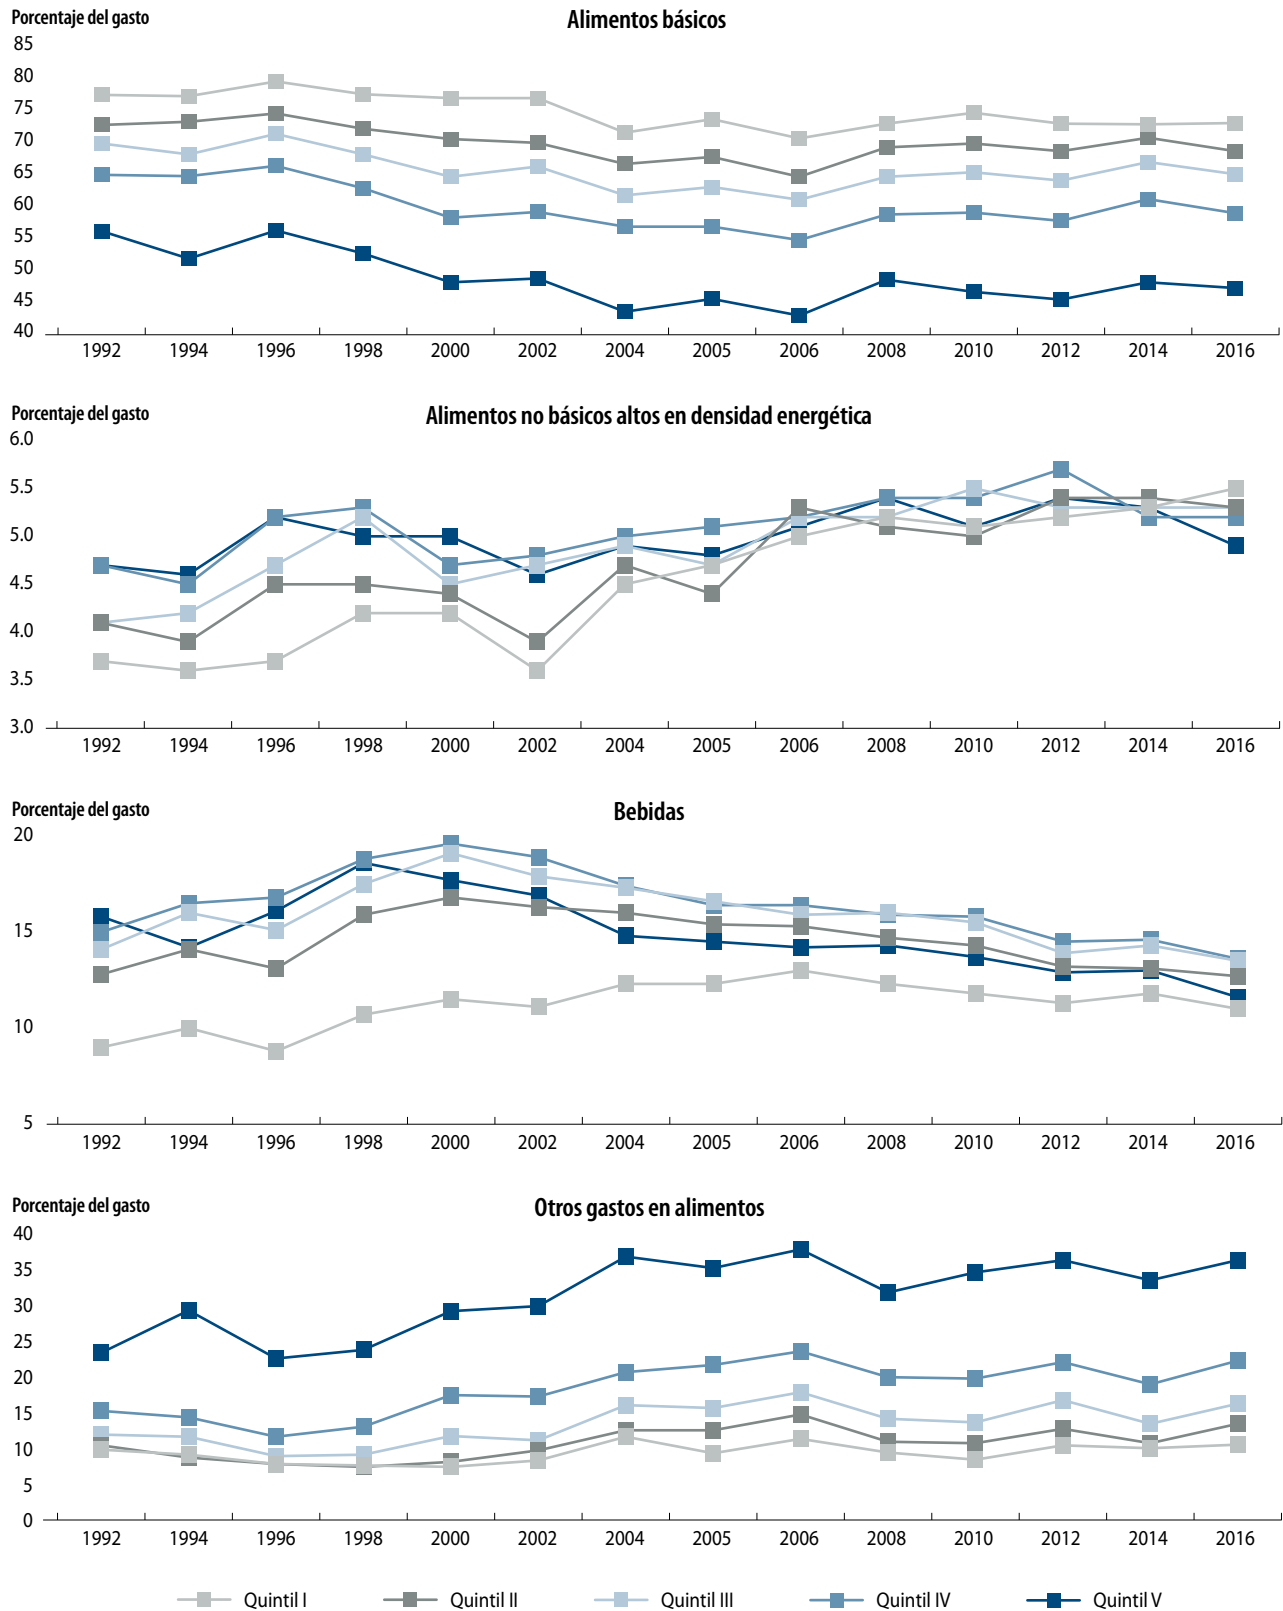 Porcentaje del gasto
Alimentos básicos
85
80
75
70
65
60
55
50
45
40
1992 1994 1996 1998 2000 2002 2004 2005 2006 2008 2010 2012 2014 2016
Porcentaje del gasto
Alimentos no básicos altos en densidad energética
6.0
5.5
5.0
4.5
4.0
3.5
3.0
1992 1994 1996 1998 2000 2002 2004 2005 2006 2008 2010 2012 2014 2016
Porcentaje del gasto
Bebidas
20
15
10
5
1992 1994 1996 1998 2000 2002 2004 2005 2006 2008 2010 2012 2014 2016
Porcentaje del gasto
Otros gastos en alimentos
40
35
30
25
20
15
10
5
0
1992 1994 1996 1998 2000 2002 2004 2005 2006 2008 2010 2012 2014 2016
Quintil I Quintil II Quintil III Quintil IV Quintil V